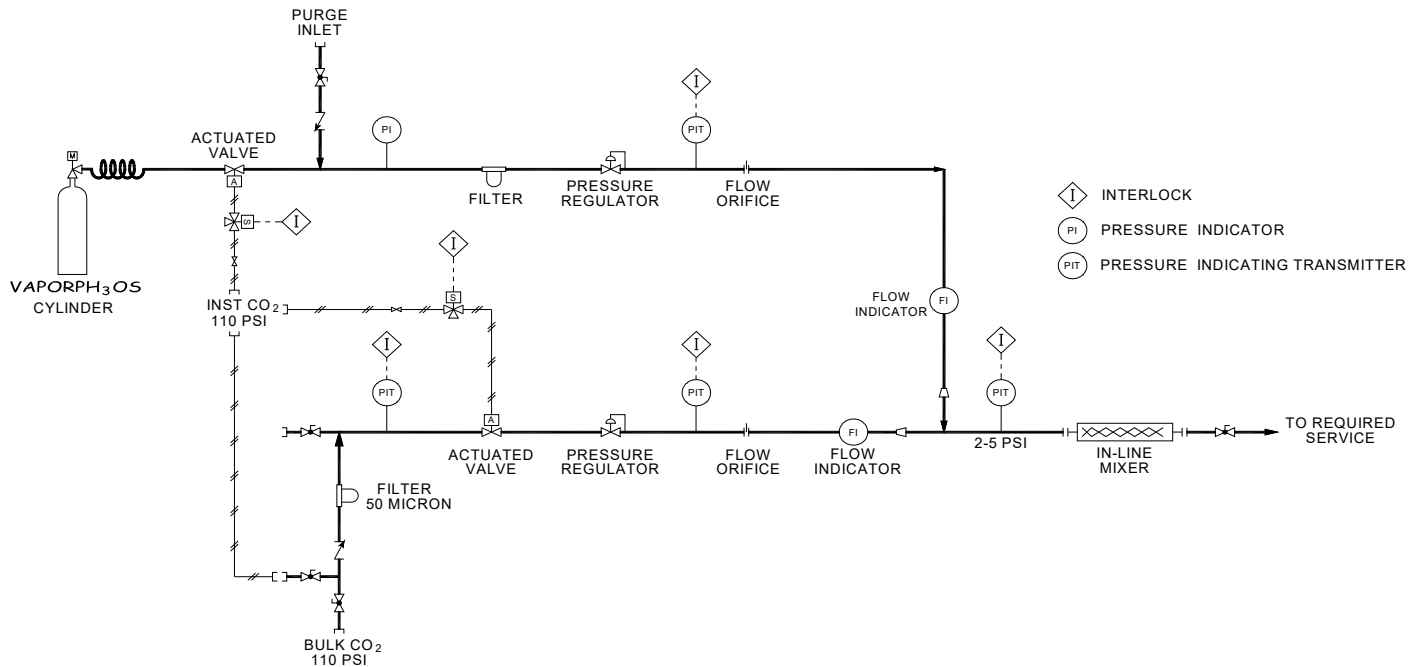 PURGE
INLET
I
ACTUATED
VALVE
PI
PIT
M
A
FILTER
PRESSURE
REGULATOR
FLOW
ORIFICE
I
INTERLOCK
S
I
I
PI
PRESSURE INDICATOR
PIT
PRESSURE INDICATING TRANSMITTER
VAPORPH₃OS
CYLINDER
INST CO₂
110 PSI
S
FLOW
INDICATOR
FI
I
I
I
PIT
PIT
PIT
A
FI
ACTUATED
VALVE
PRESSURE
REGULATOR
FLOW
ORIFICE
FLOW
INDICATOR
2-5 PSI
IN-LINE
MIXER
TO REQUIRED
SERVICE
FILTER
50 MICRON
BULK CO₂
110 PSI